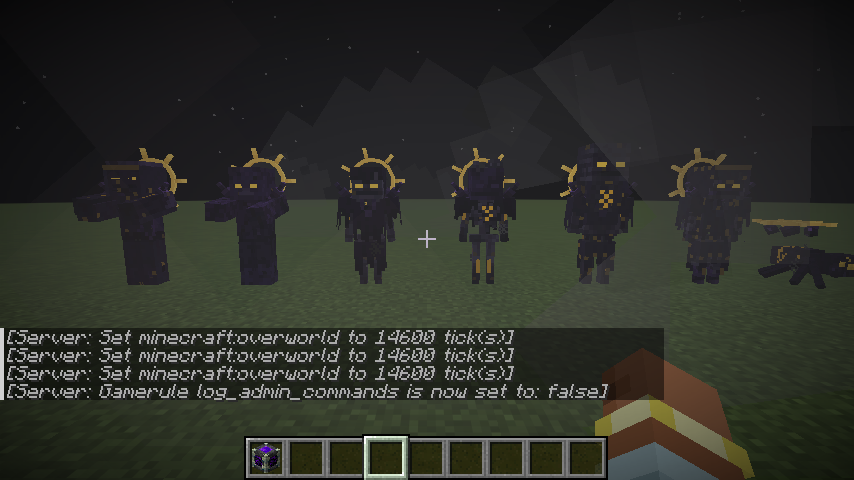 [Server: Set minecraft:overworld to 14600 tick(s)]
[Server: Set minecraft:overworld to 14600 tick(s)]
[Server: Set minecraft:overworld to 14600 tick(s)]
[Server: Gamerule log_admin_commands is now set to: false]